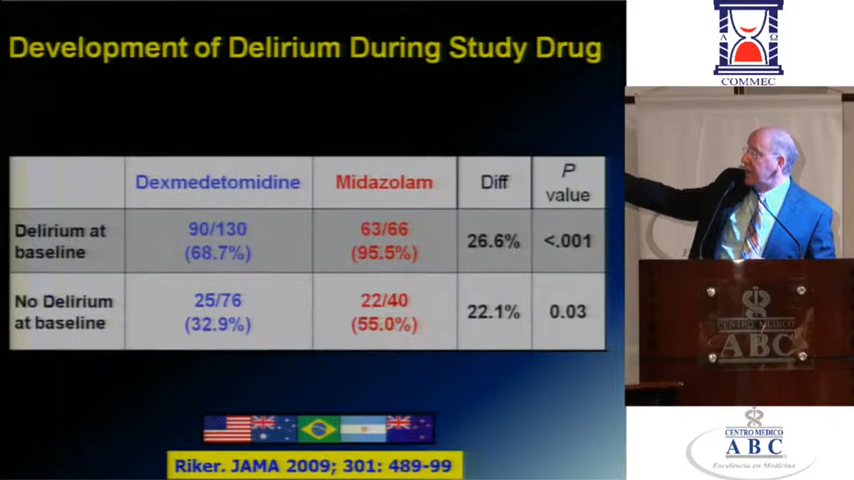 Development of Delirium During Study Drug
Dexmedetomidine
Midazolam
Diff
P
value
Delirium at
baseline
90/130
(68.7%)
63/66
(95.5%)
26.6%
<.001
No Delirium
at baseline
25/76
(32.9%)
22/40
(55.0%)
22.1%
0.03
Riker. JAMA 2009; 301: 489-99
Α Ω
COMMEC
CENTRO MEDICO
ABC
CENTRO MEDICO
A B C
Excelencia en Medicina